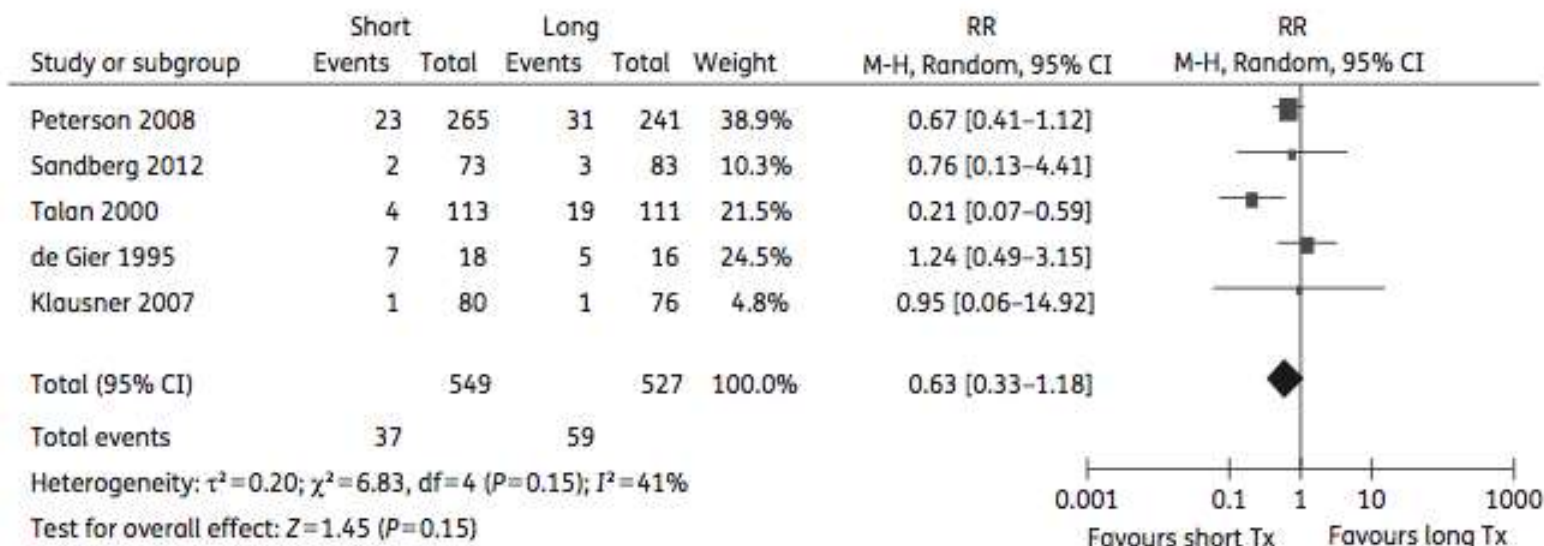 Short Long RR RR
Study or subgroup Events Total Events Total Weight M-H, Random, 95% CI M-H, Random, 95% CI
Peterson 2008 23 265 31 241 38.9% 0.67 [0.41–1.12]
Sandberg 2012 2 73 3 83 10.3% 0.76 [0.13–4.41]
Talan 2000 4 113 19 111 21.5% 0.21 [0.07–0.59]
de Gier 1995 7 18 5 16 24.5% 1.24 [0.49–3.15]
Klausner 2007 1 80 1 76 4.8% 0.95 [0.06–14.92]
Total (95% CI) 549 527 100.0% 0.63 [0.33–1.18]
Total events 37 59
Heterogeneity: τ²=0.20; χ²=6.83, df=4 (P=0.15); I²=41%
Test for overall effect: Z=1.45 (P=0.15)
0.001 0.1 1 10 1000
Favours short Tx Favours long Tx